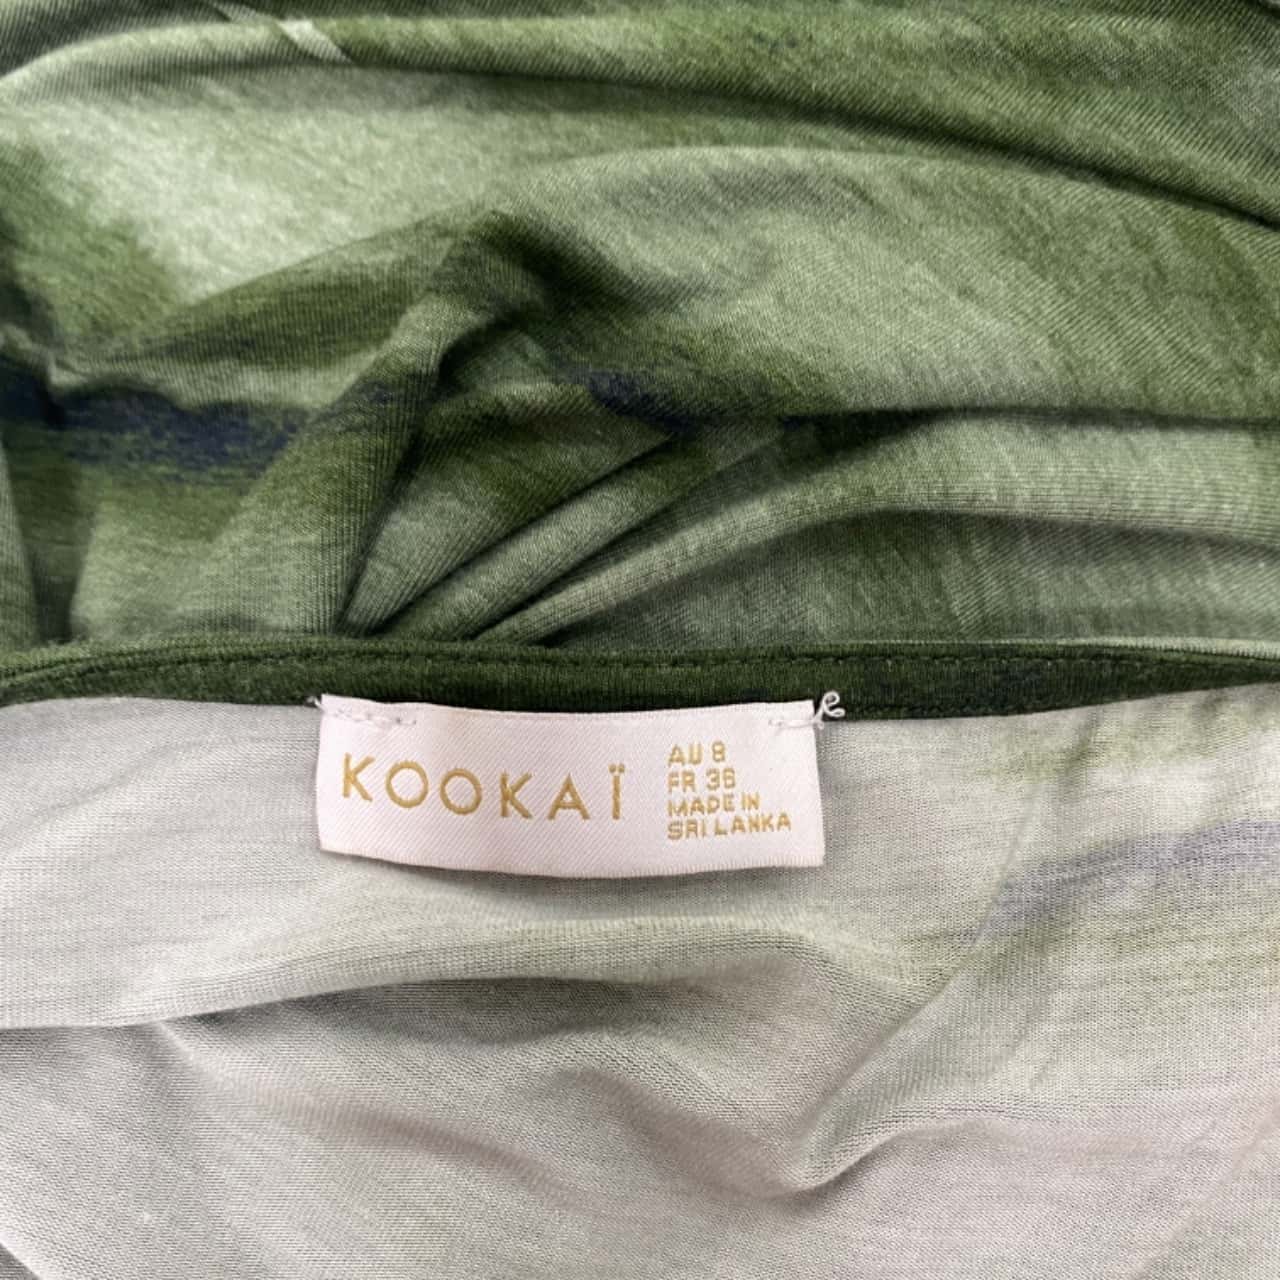 KOOKAÏ
AU 8
FR 36
MADE IN
SRI LANKA